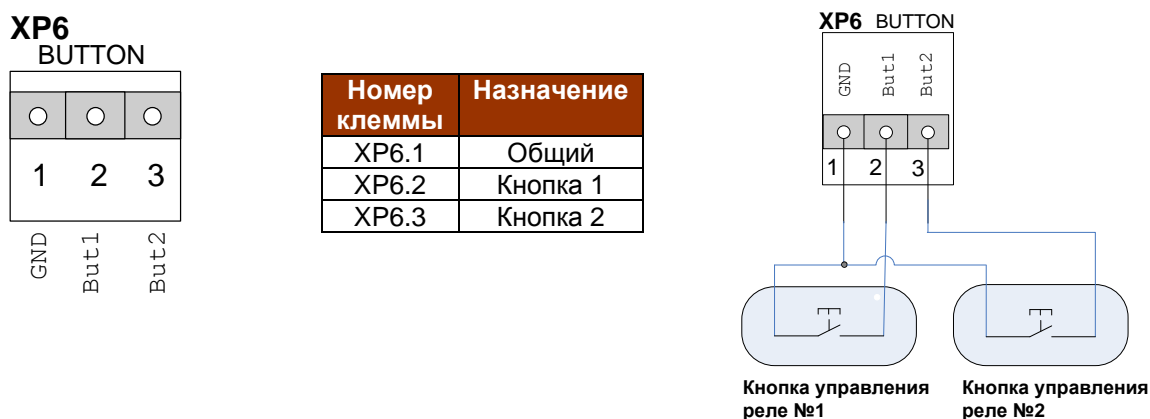 XP6
BUTTON
1 2 3
GND But1 But2
Номер клеммы Назначение
XP6.1 Общий
XP6.2 Кнопка 1
XP6.3 Кнопка 2
XP6 BUTTON
GND But1 But2
1 2 3
Кнопка управления
реле №1
Кнопка управления
реле №2